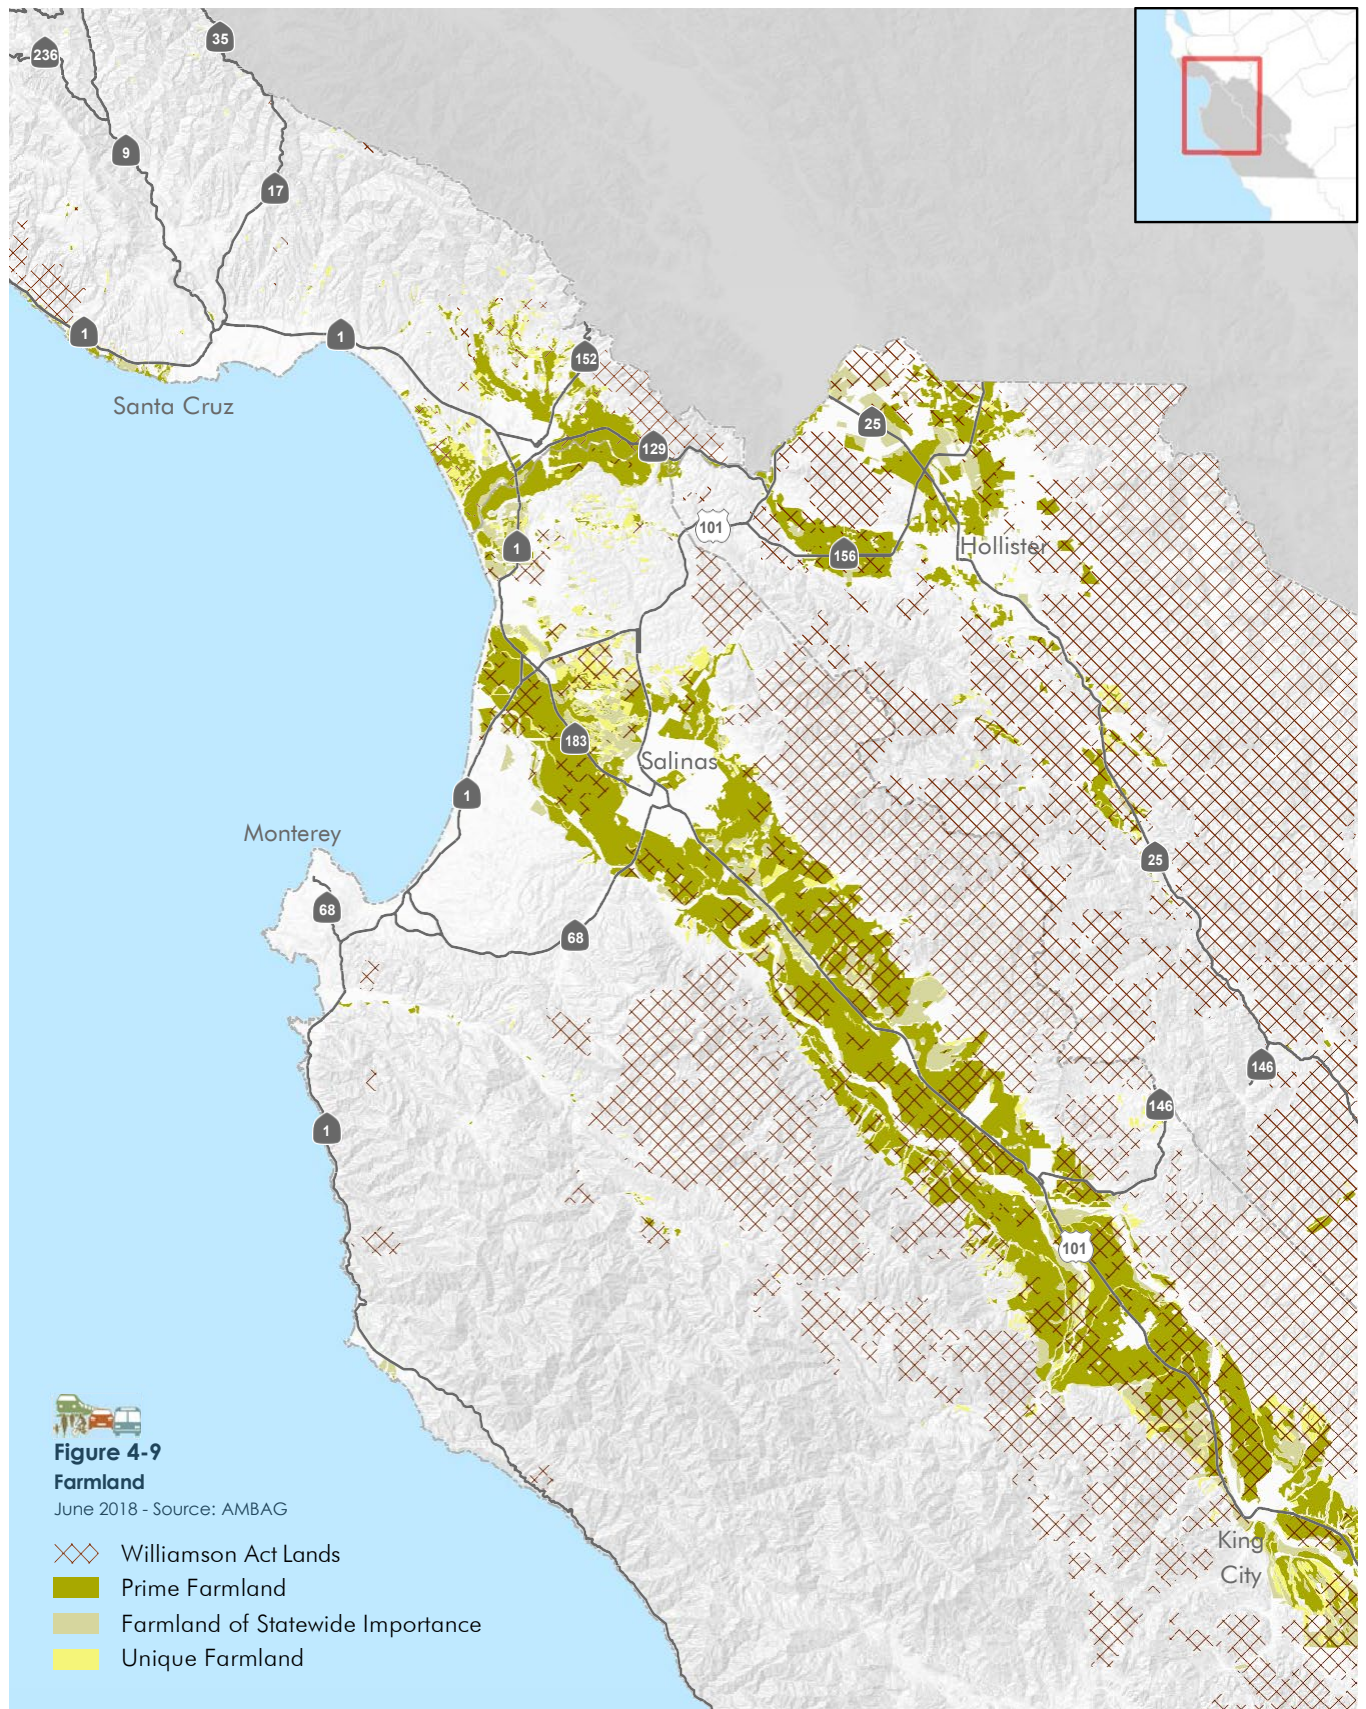 35
236
9
17
1
1
152
Santa Cruz
25
129
101
1
Hollister
156
183
Salinas
1
Monterey
25
68
68
146
146
1
101
Figure 4-9
Farmland
June 2018 - Source: AMBAG
Williamson Act Lands
Prime Farmland
Farmland of Statewide Importance
Unique Farmland
King
City